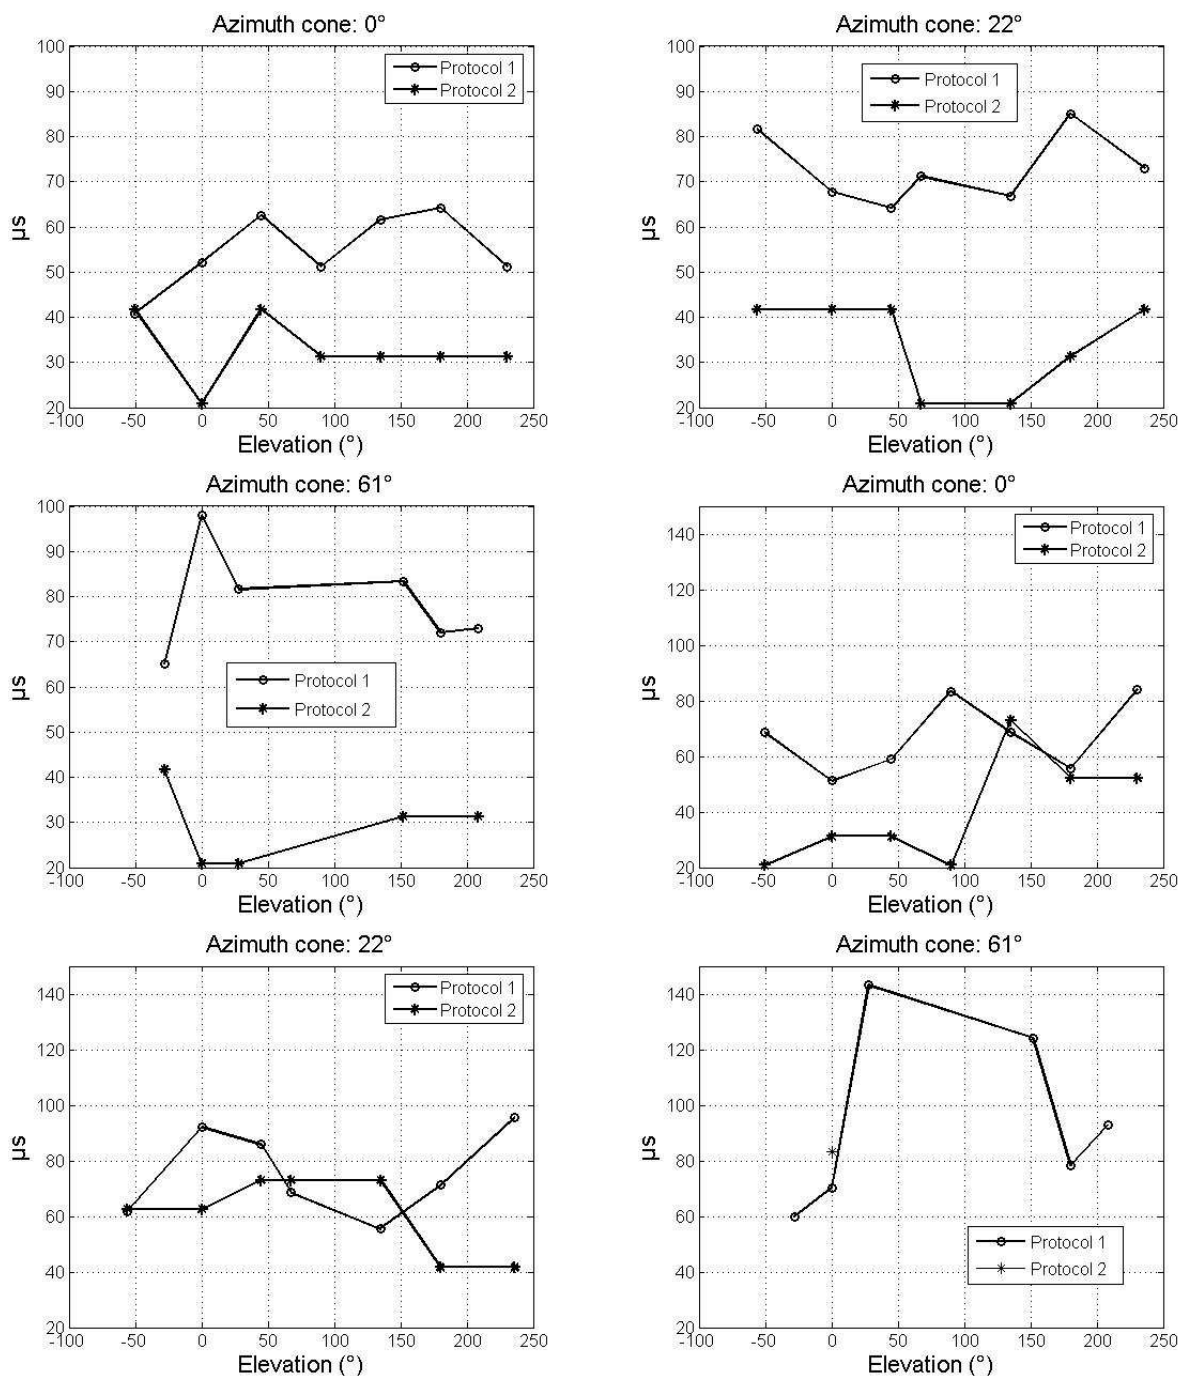 Azimuth cone: 0°
100
90
80
70
60
50
40
30
20
µs
Protocol 1
Protocol 2
-100 -50 0 50 100 150 200 250
Elevation (°)
Azimuth cone: 22°
100
90
80
70
60
50
40
30
20
µs
Protocol 1
Protocol 2
-100 -50 0 50 100 150 200 250
Elevation (°)
Azimuth cone: 61°
100
90
80
70
60
50
40
30
20
µs
Protocol 1
Protocol 2
-100 -50 0 50 100 150 200 250
Elevation (°)
Azimuth cone: 0°
140
120
100
80
60
40
20
µs
Protocol 1
Protocol 2
-100 -50 0 50 100 150 200 250
Elevation (°)
Azimuth cone: 22°
140
120
100
80
60
40
20
µs
Protocol 1
Protocol 2
-100 -50 0 50 100 150 200 250
Elevation (°)
Azimuth cone: 61°
140
120
100
80
60
40
20
µs
Protocol 1
Protocol 2
-100 -50 0 50 100 150 200 250
Elevation (°)